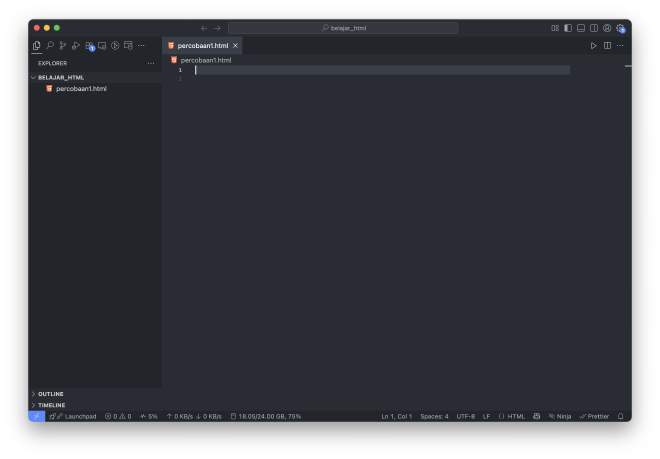 belajar_html
percobaan1.html
EXPLORER
percobaan1.html
BELAJAR_HTML
1
percobaan1.html
2
OUTLINE
TIMELINE
Launchpad 0 0 5% ↑ 0 KB/s ↓ 0 KB/s 18.05/24.00 GB, 75% Ln 1, Col 1 Spaces: 4 UTF-8 LF HTML Ninja Prettier